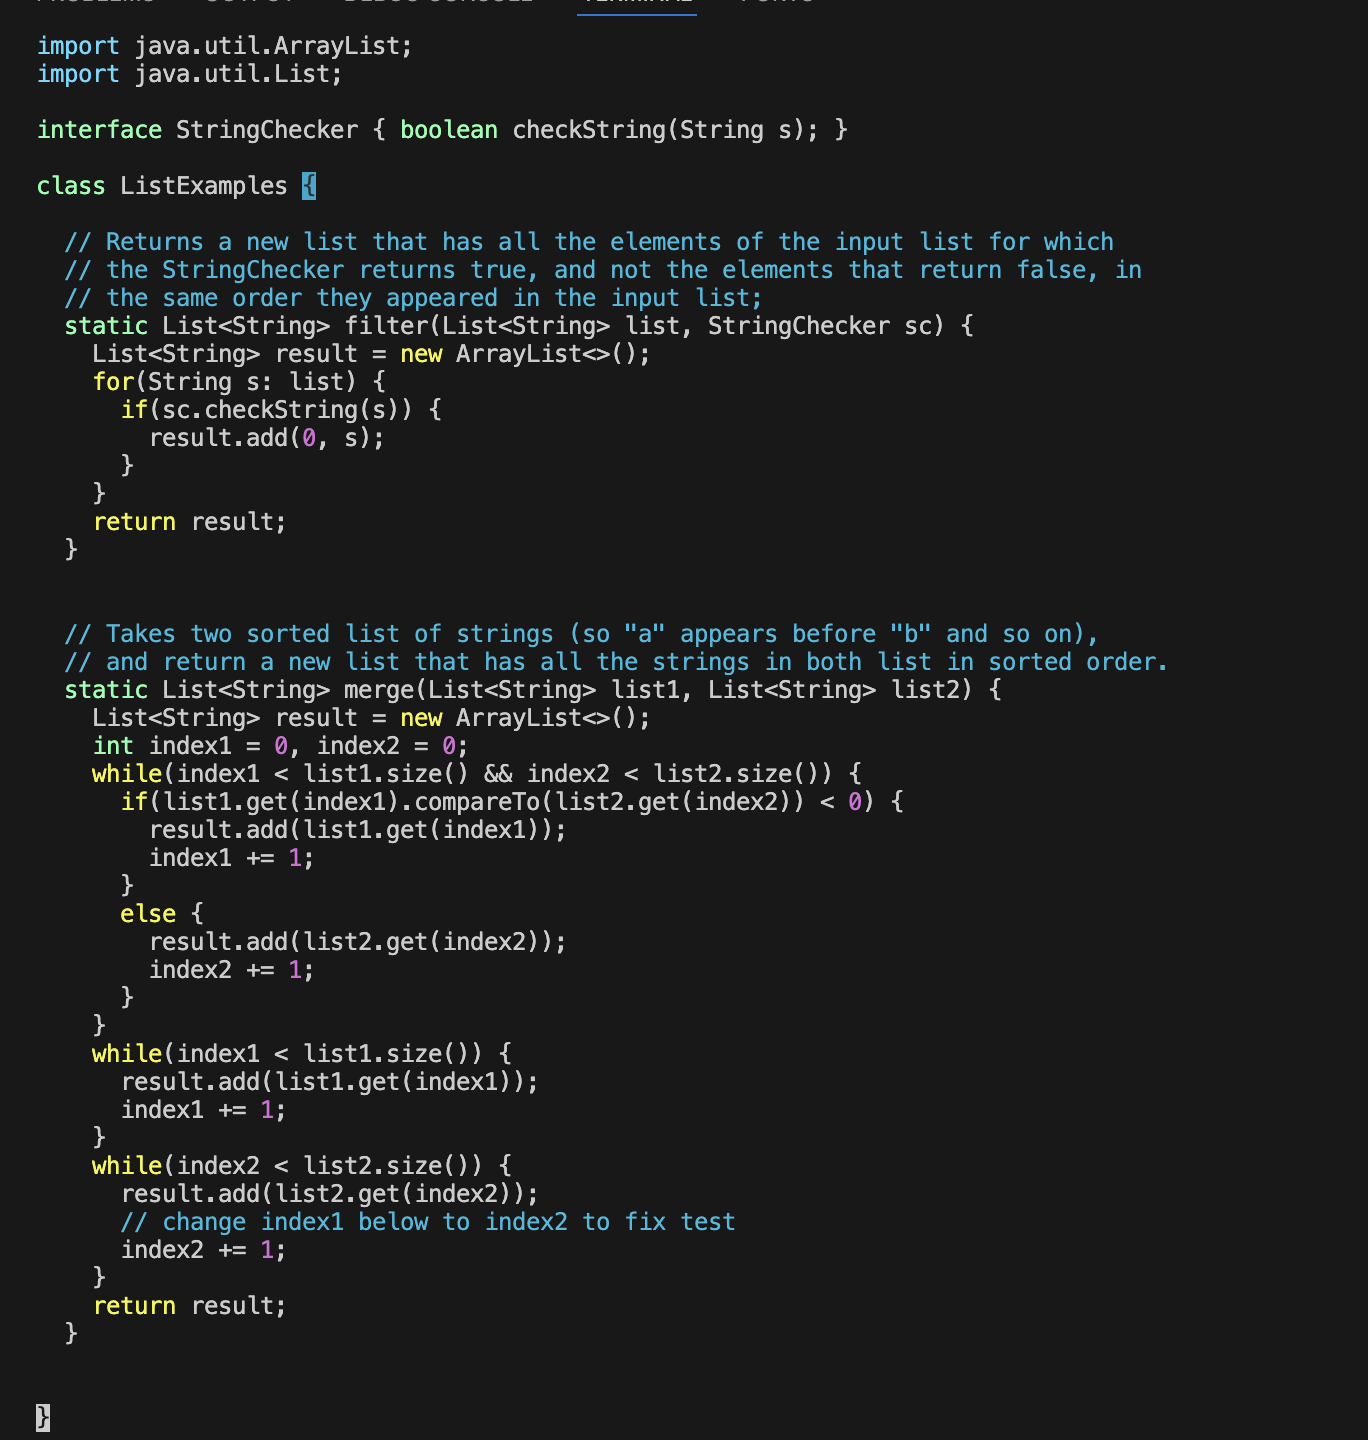 PROBLEMS OUTPUT DEBUG CONSOLE TERMINAL PORTS
import java.util.ArrayList;
import java.util.List;
interface StringChecker { boolean checkString(String s); }
class ListExamples {
// Returns a new list that has all the elements of the input list for which
// the StringChecker returns true, and not the elements that return false, in
// the same order they appeared in the input list;
static List<String> filter(List<String> list, StringChecker sc) {
List<String> result = new ArrayList<>();
for(String s: list) {
if(sc.checkString(s)) {
result.add(0, s);
}
}
return result;
}
// Takes two sorted list of strings (so "a" appears before "b" and so on),
// and return a new list that has all the strings in both list in sorted order.
static List<String> merge(List<String> list1, List<String> list2) {
List<String> result = new ArrayList<>();
int index1 = 0, index2 = 0;
while(index1 < list1.size() && index2 < list2.size()) {
if(list1.get(index1).compareTo(list2.get(index2)) < 0) {
result.add(list1.get(index1));
index1 += 1;
}
else {
result.add(list2.get(index2));
index2 += 1;
}
}
while(index1 < list1.size()) {
result.add(list1.get(index1));
index1 += 1;
}
while(index2 < list2.size()) {
result.add(list2.get(index2));
// change index1 below to index2 to fix test
index2 += 1;
}
return result;
}
}